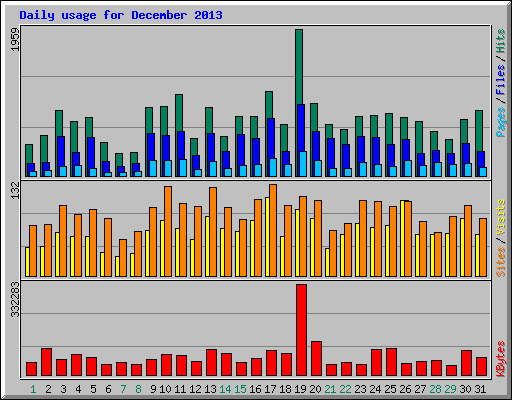 Daily usage for December 2013
1959
Pages / Files / Hits
132
Sites / Visits
332283
KBytes
1 2 3 4 5 6 7 8 9 10 11 12 13 14 15 16 17 18 19 20 21 22 23 24 25 26 27 28 29 30 31